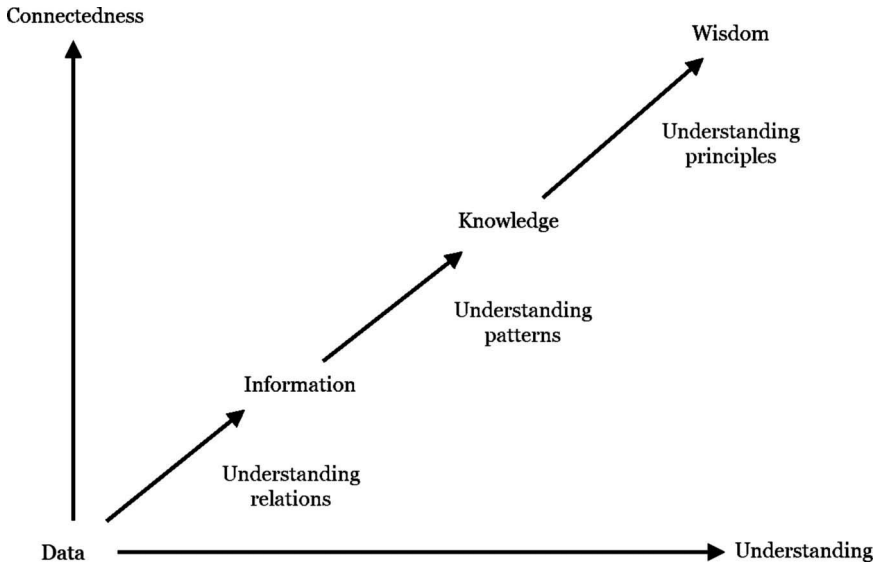 Connectedness
Wisdom
Understanding
principles
Knowledge
Understanding
patterns
Information
Understanding
relations
Data
Understanding